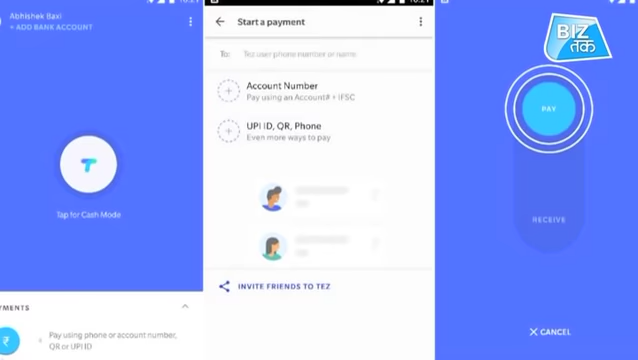 Abhishek Baxi
+ ADD BANK ACCOUNT
Tap for Cash Mode
YMENTS
Pay using phone or account number,
QR or UPI ID
₹
Start a payment
To: Tez user phone number or name
Account Number
Pay using an Account# + IFSC
UPI ID, QR, Phone
Even more ways to pay
INVITE FRIENDS TO TEZ
BIZ
तक
PAY
RECEIVE
CANCEL